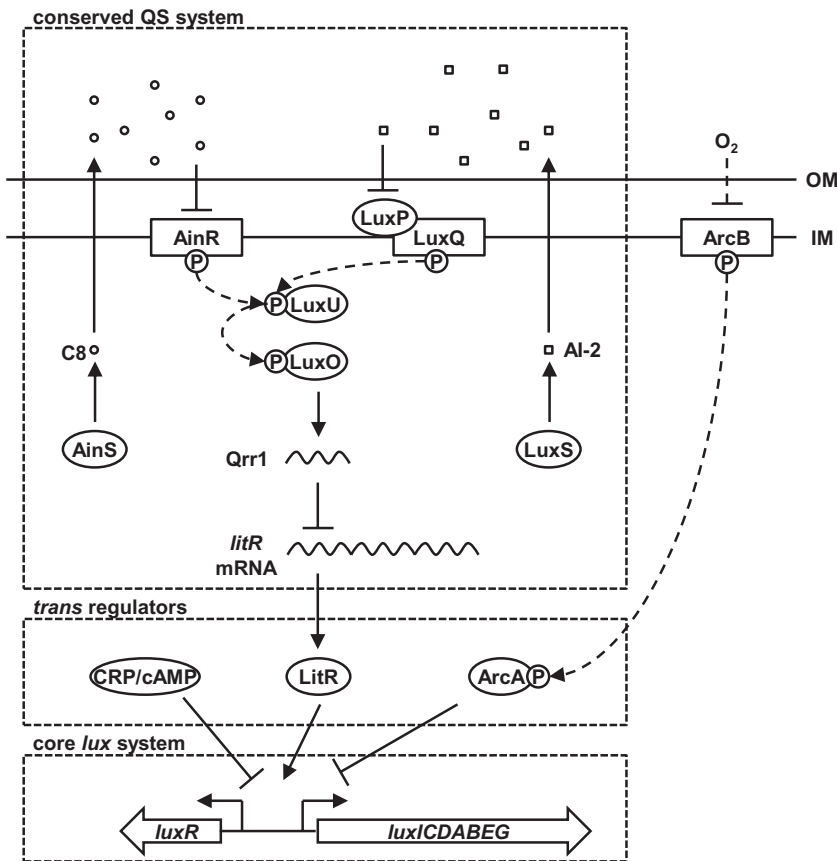 conserved QS system
O2
OM
LuxP
AinR
LuxQ
ArcB
IM
P
P
P
P LuxU
C8
AI-2
P LuxO
AinS
Qrr1
LuxS
litR
mRNA
trans regulators
CRP/cAMP
LitR
ArcA P
core lux system
luxR
luxICDABEG